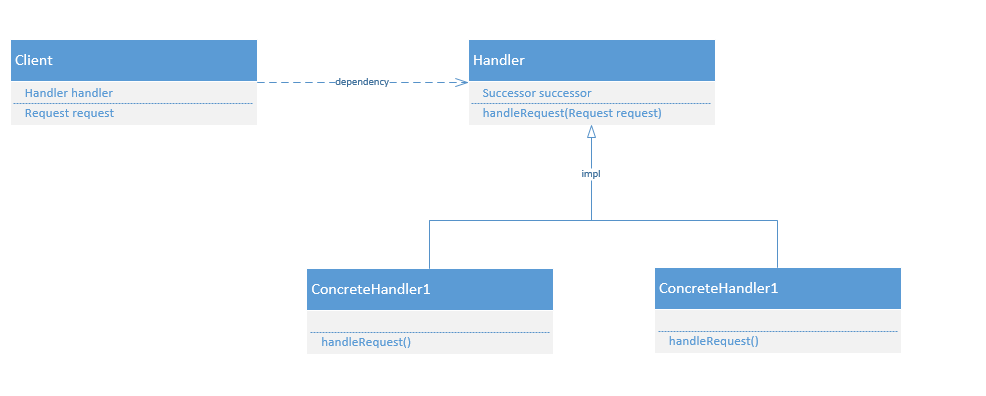 Client
Handler handler
Request request
dependency
Handler
Successor successor
handleRequest(Request request)
impl
ConcreteHandler1
handleRequest()
ConcreteHandler1
handleRequest()